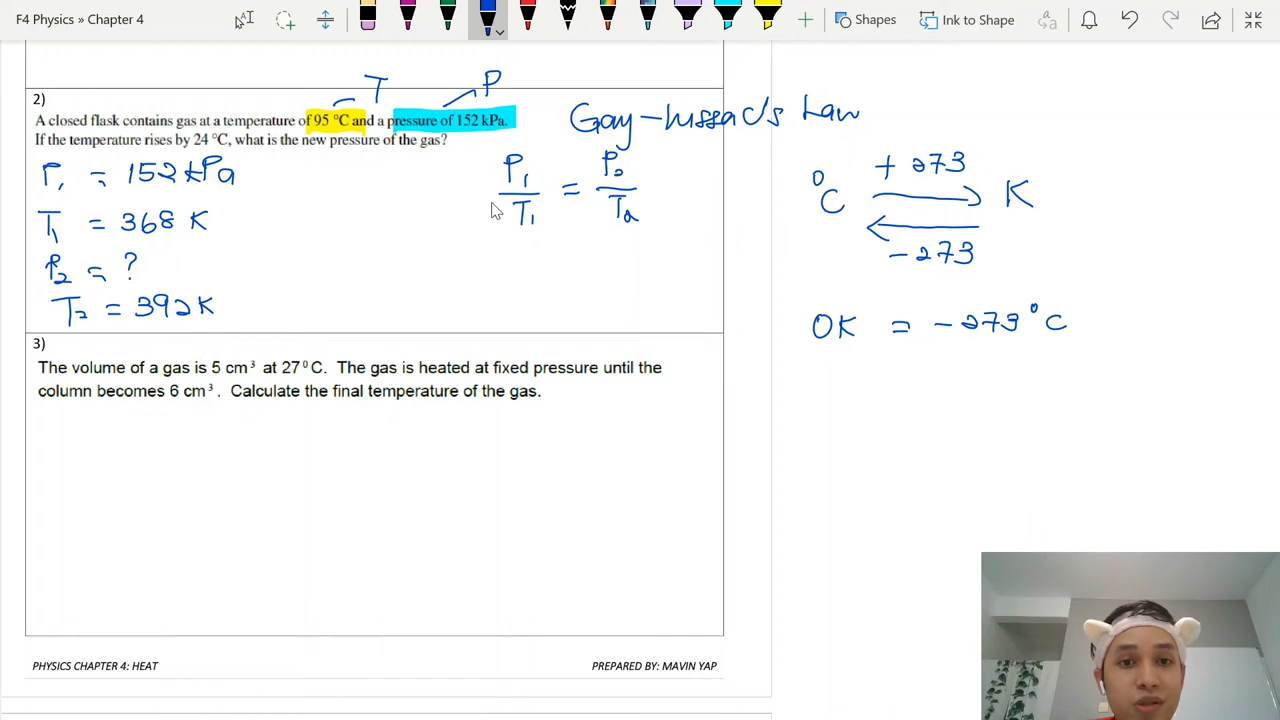 F4 Physics » Chapter 4
Shapes
Ink to Shape
T
P
2)
A closed flask contains gas at a temperature of 95 °C and a pressure of 152 kPa.
If the temperature rises by 24 °C, what is the new pressure of the gas?
Gay-Lussac's Law
P₁ = 152 kPa
T₁ = 368 K
P₂ = ?
T₂ = 392 K
P₁/T₁ = P₂/T₂
+ 273
°C K
- 273
0K = -273°C
3)
The volume of a gas is 5 cm³ at 27°C. The gas is heated at fixed pressure until the
column becomes 6 cm³. Calculate the final temperature of the gas.
PHYSICS CHAPTER 4: HEAT
PREPARED BY: MAVIN YAP